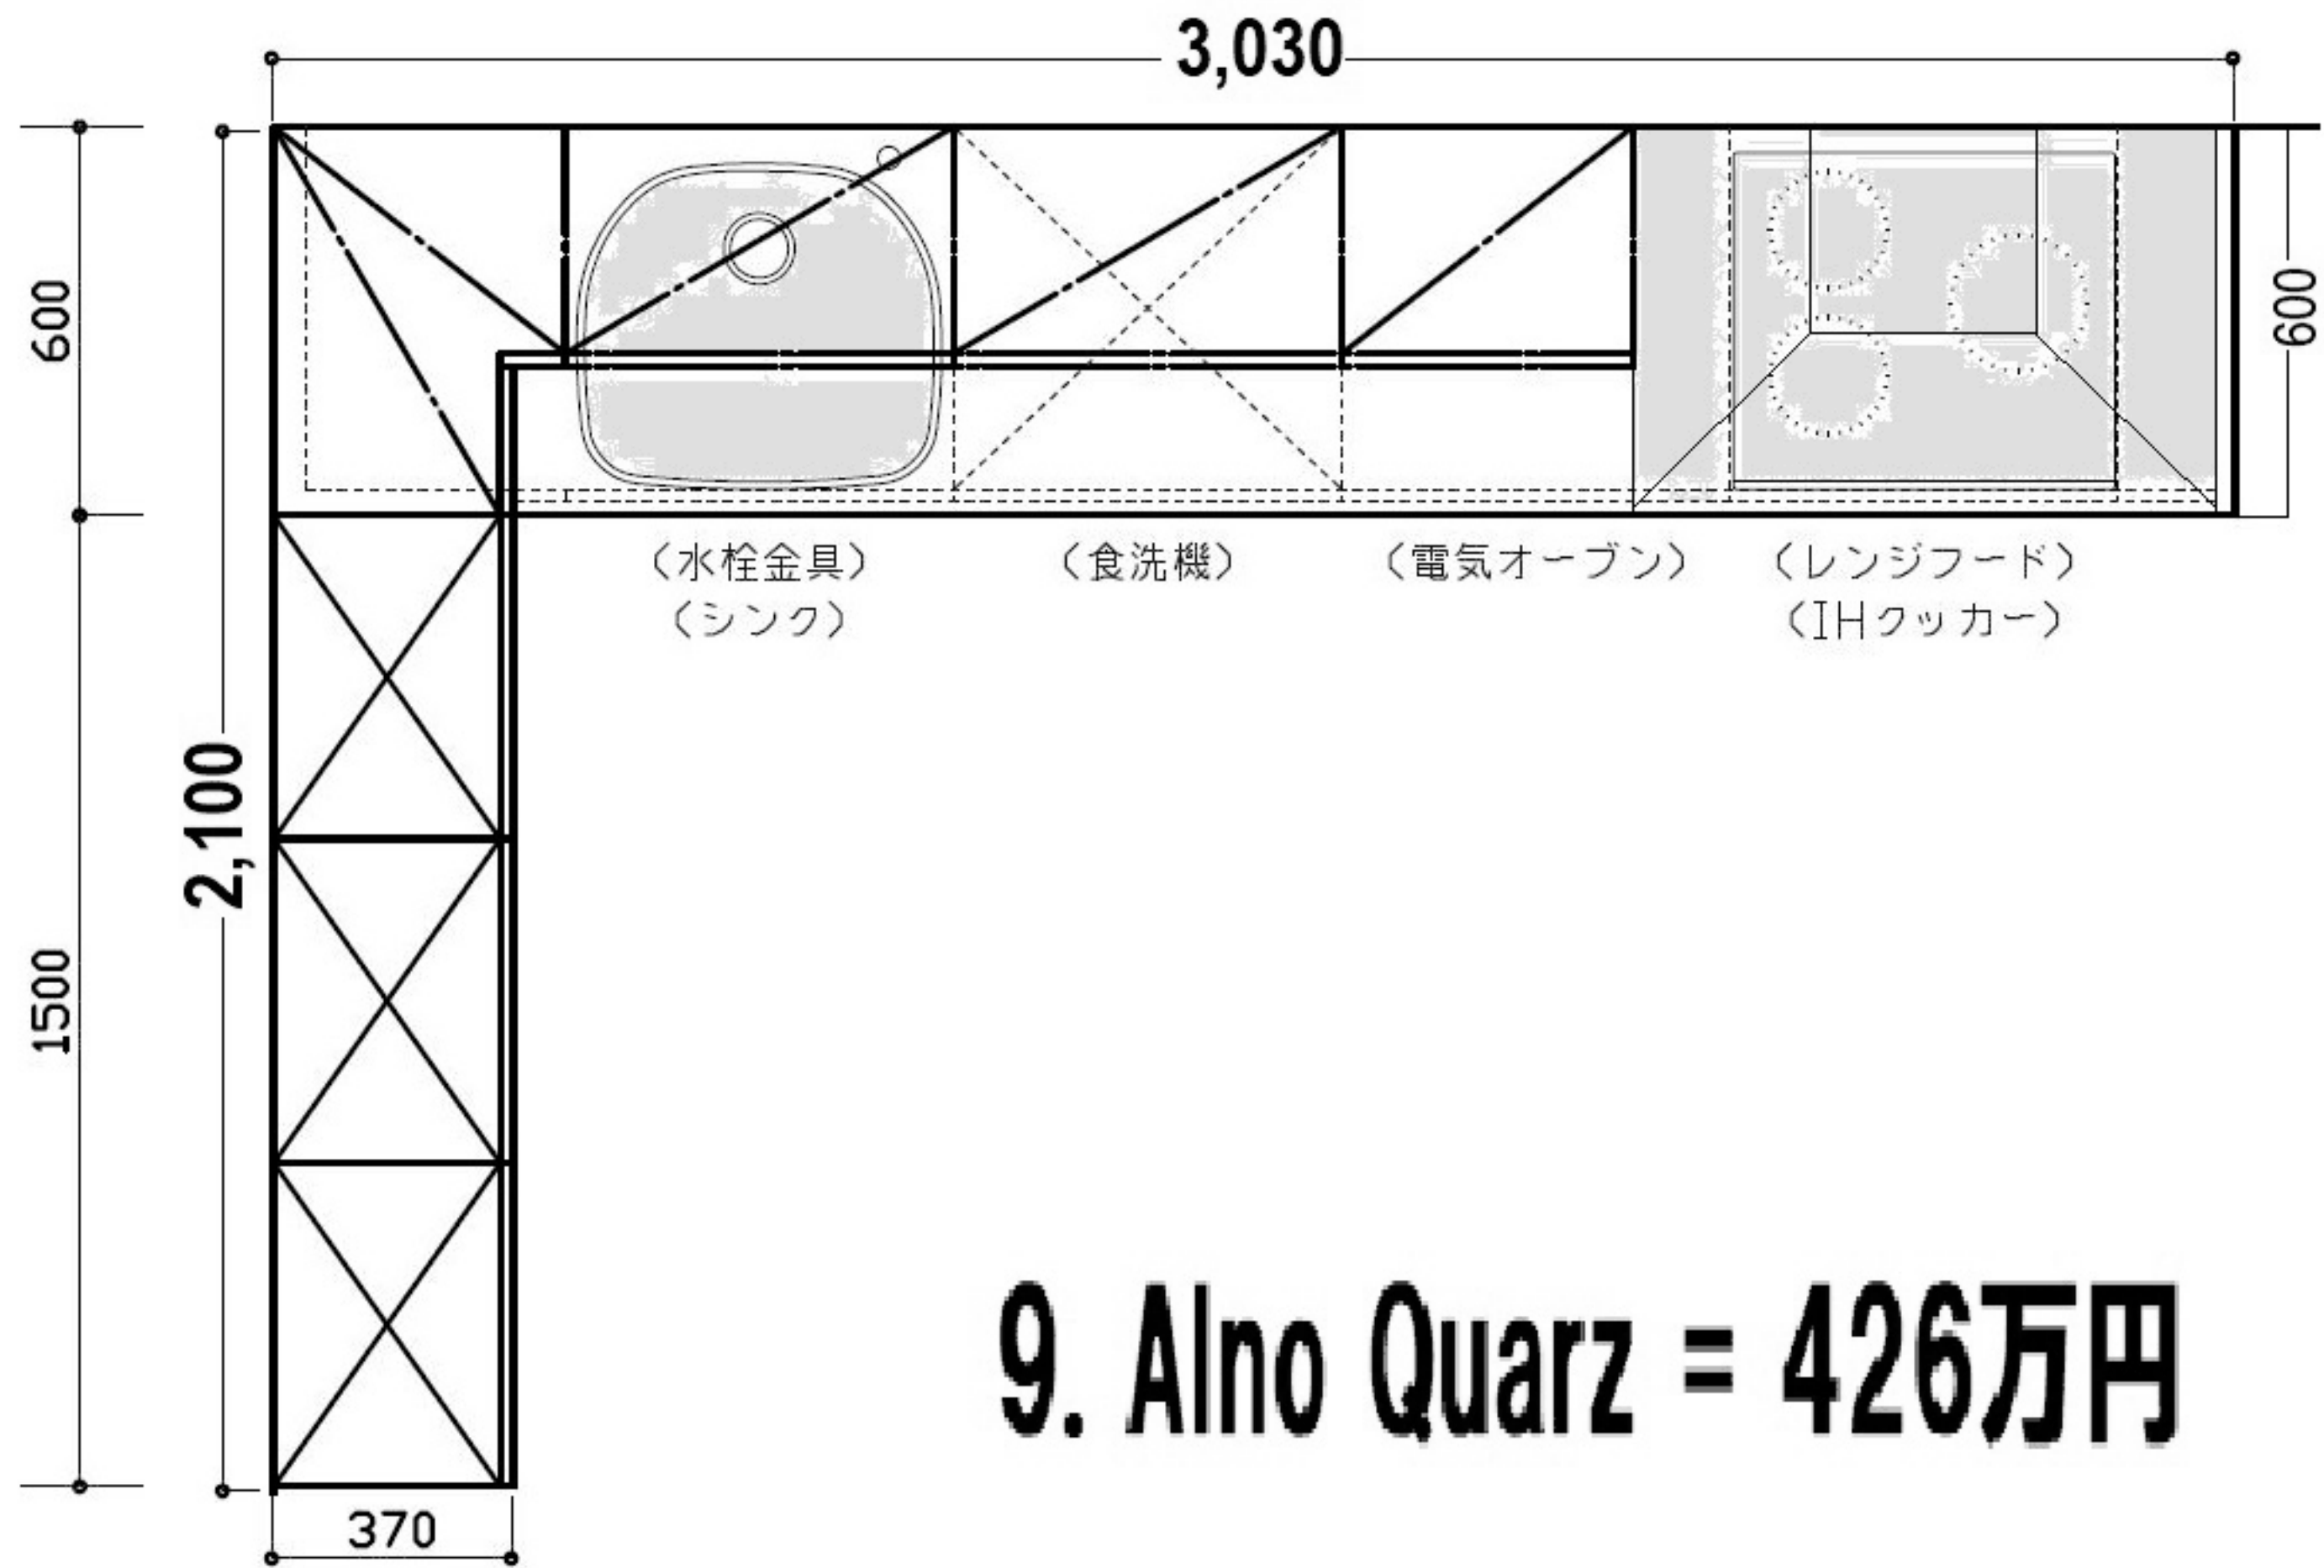 3,030
600
600
2,100
1500
370
（水栓金具）
（シンク）
（食洗機）
（電気オーブン）
（レンジフード）
（IHクッカー）
9. Alno Quarz = 426万円